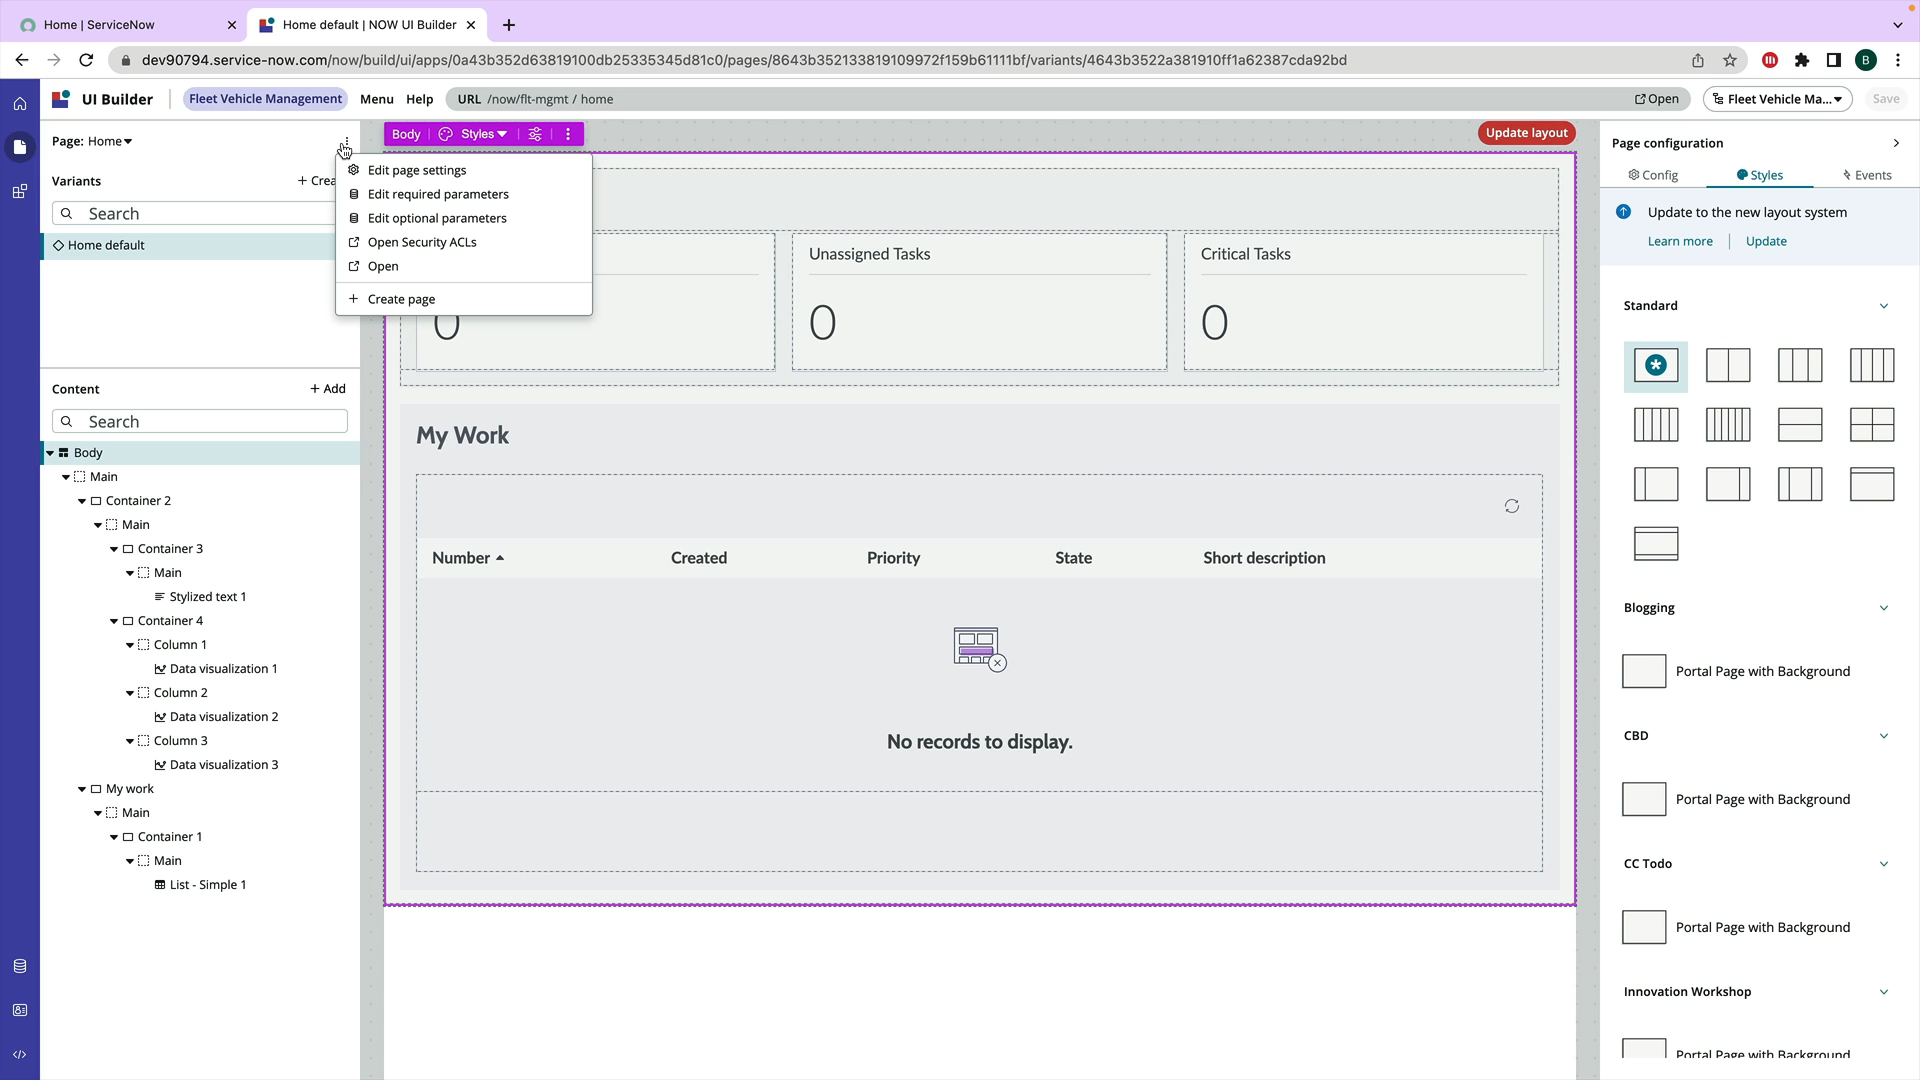 Home | ServiceNow
Home default | NOW UI Builder
dev90794.service-now.com/now/build/ui/apps/0a43b352d63819100db25335345d81c0/pages/8643b352133819109972f159b61111bf/variants/4643b3522a381910ff1a62387cda92bd
B
UI Builder
Fleet Vehicle Management
Menu
Help
URL /now/flt-mgmt / home
Open
Fleet Vehicle Ma...
Save
Page: Home
Variants
+ Crea
Search
Home default
Edit page settings
Edit required parameters
Edit optional parameters
Open Security ACLs
Open
+ Create page
Content
+ Add
Search
Body
Main
Container 2
Main
Container 3
Main
Stylized text 1
Container 4
Column 1
Data visualization 1
Column 2
Data visualization 2
Column 3
Data visualization 3
My work
Main
Container 1
Main
List - Simple 1
Body
Styles
Update layout
0
Unassigned Tasks
0
Critical Tasks
0
My Work
Number
Created
Priority
State
Short description
No records to display.
Page configuration
Config
Styles
Events
Update to the new layout system
Learn more
Update
Standard
Blogging
Portal Page with Background
CBD
Portal Page with Background
CC Todo
Portal Page with Background
Innovation Workshop
Portal Page with Background